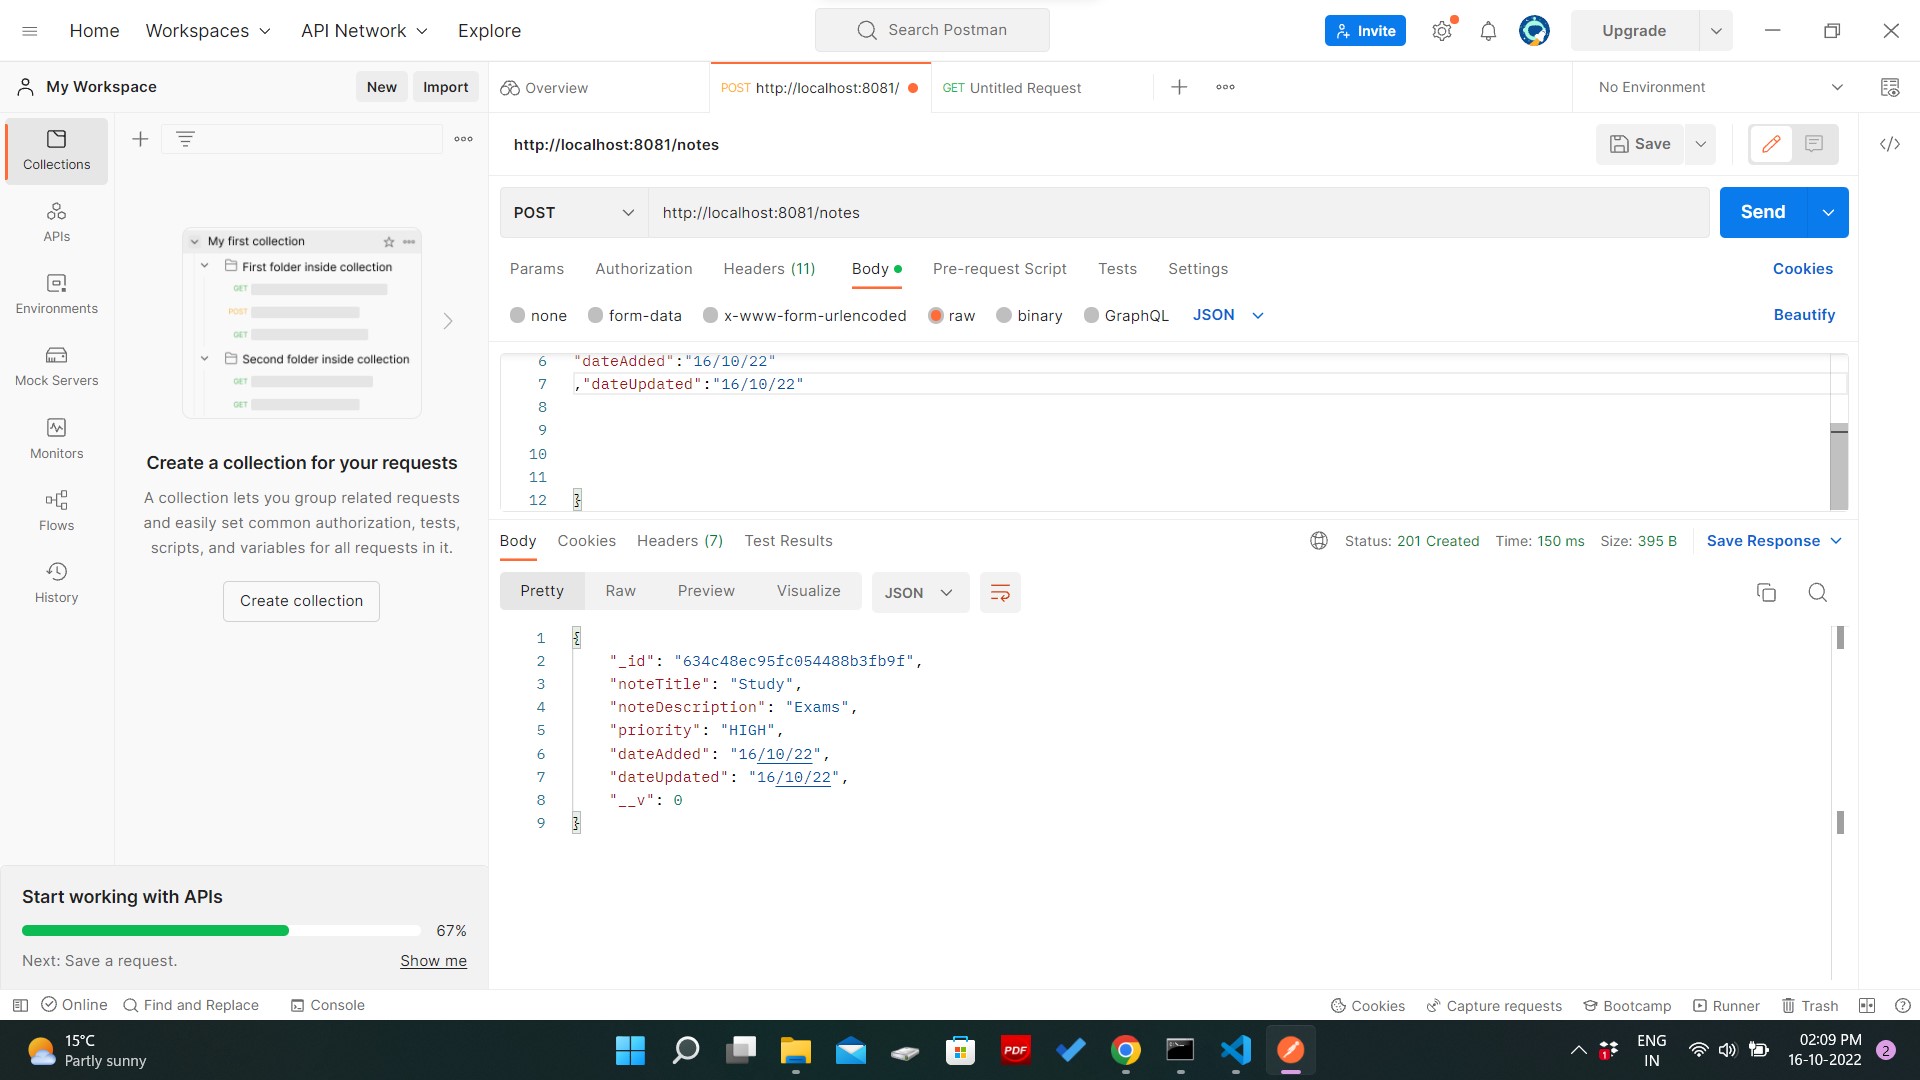 Home Workspaces API Network Explore Search Postman Invite Upgrade
My Workspace New Import Overview POST http://localhost:8081/ GET Untitled Request No Environment
http://localhost:8081/notes Save
Collections
APIs
Environments
Mock Servers
Monitors
Flows
History
My first collection
First folder inside collection
GET
POST
GET
Second folder inside collection
GET
GET
Create a collection for your requests
A collection lets you group related requests
and easily set common authorization, tests,
scripts, and variables for all requests in it.
Create collection
Start working with APIs
67%
Next: Save a request. Show me
POST http://localhost:8081/notes Send
Params Authorization Headers (11) Body Pre-request Script Tests Settings Cookies
none form-data x-www-form-urlencoded raw binary GraphQL JSON Beautify
6 "dateAdded":"16/10/22"
7 ,"dateUpdated":"16/10/22"
8
9
10
11
12 }
Body Cookies Headers (7) Test Results Status: 201 Created Time: 150 ms Size: 395 B Save Response
Pretty Raw Preview Visualize JSON
1 {
2 "_id": "634c48ec95fc054488b3fb9f",
3 "noteTitle": "Study",
4 "noteDescription": "Exams",
5 "priority": "HIGH",
6 "dateAdded": "16/10/22",
7 "dateUpdated": "16/10/22",
8 "__v": 0
9 }
Online Find and Replace Console Cookies Capture requests Bootcamp Runner Trash
15°C
Partly sunny
PDF
1
ENG
IN
02:09 PM
16-10-2022
2